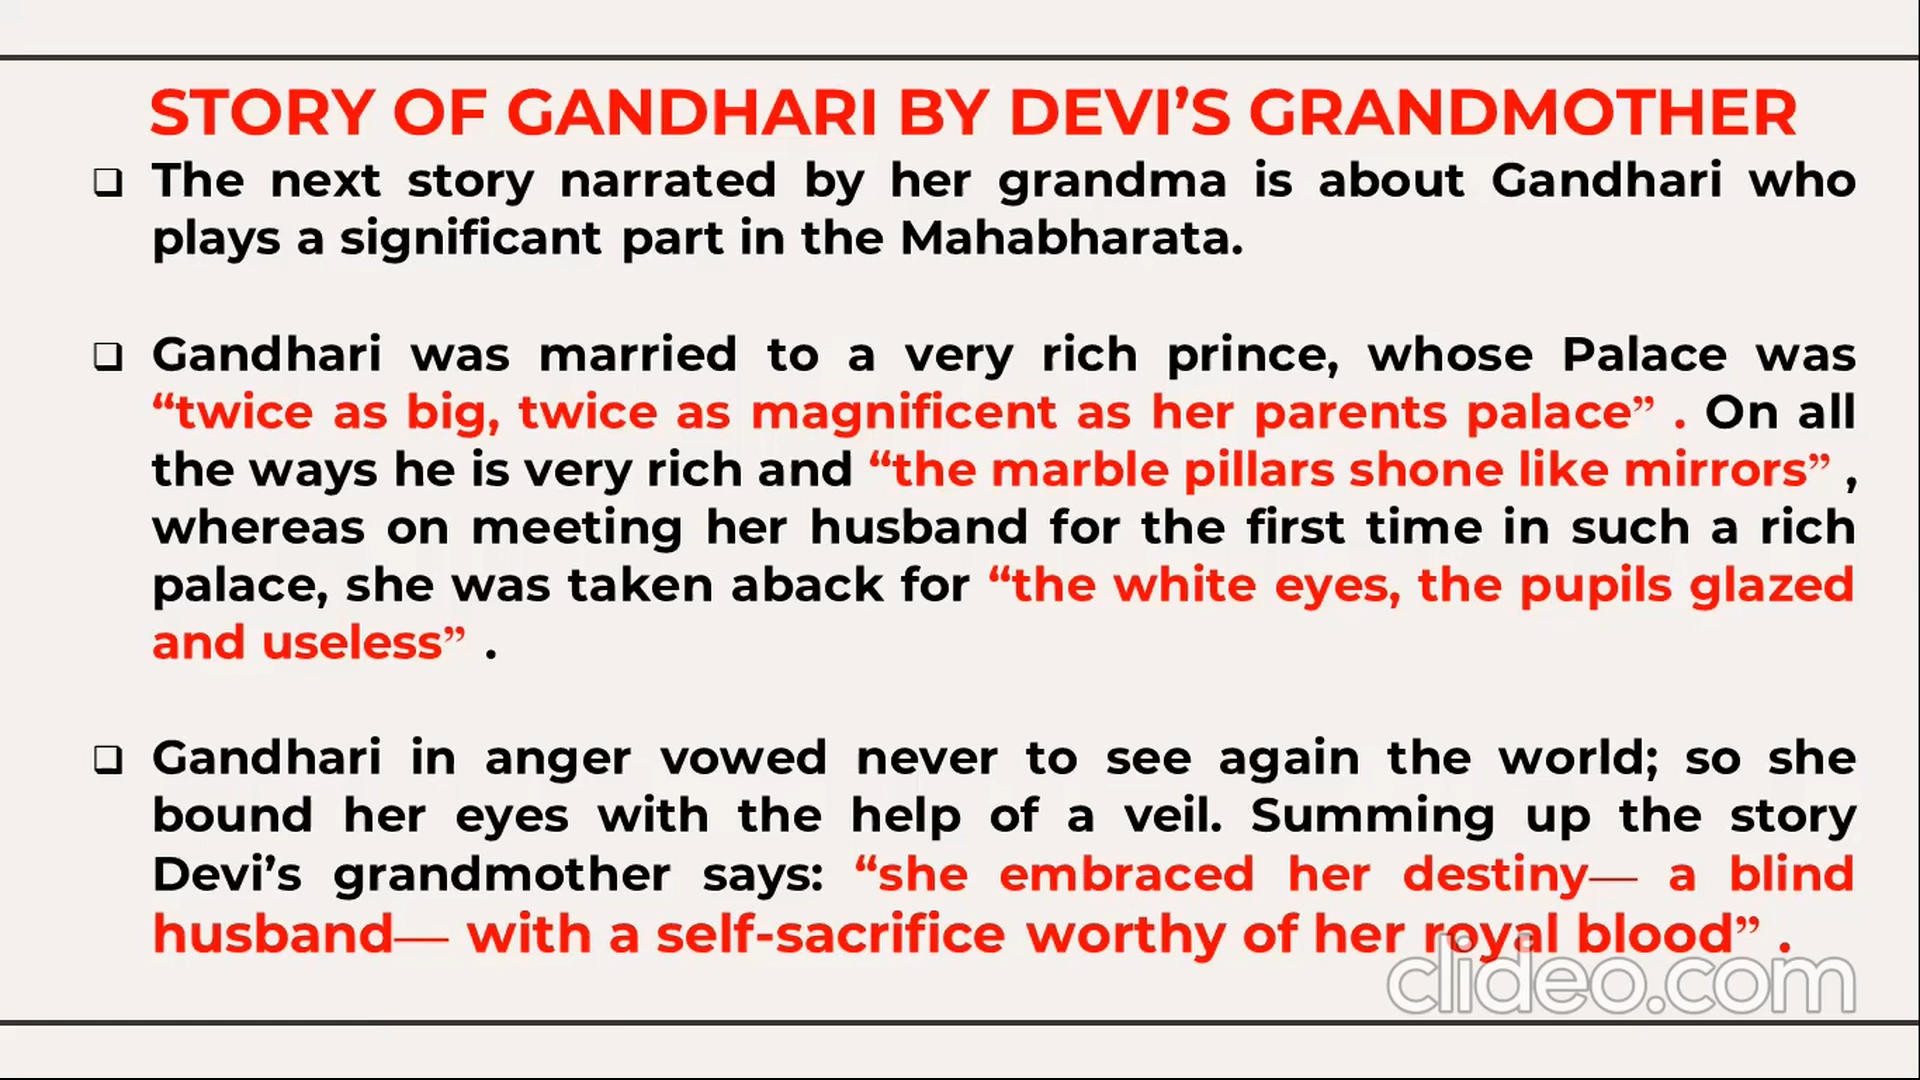 STORY OF GANDHARI BY DEVI’S GRANDMOTHER
❑ The next story narrated by her grandma is about Gandhari who
plays a significant part in the Mahabharata.
❑ Gandhari was married to a very rich prince, whose Palace was
“twice as big, twice as magnificent as her parents palace” . On all
the ways he is very rich and “the marble pillars shone like mirrors” ,
whereas on meeting her husband for the first time in such a rich
palace, she was taken aback for “the white eyes, the pupils glazed
and useless” .
❑ Gandhari in anger vowed never to see again the world; so she
bound her eyes with the help of a veil. Summing up the story
Devi’s grandmother says: “she embraced her destiny— a blind
husband— with a self-sacrifice worthy of her royal blood” .
clideo.com